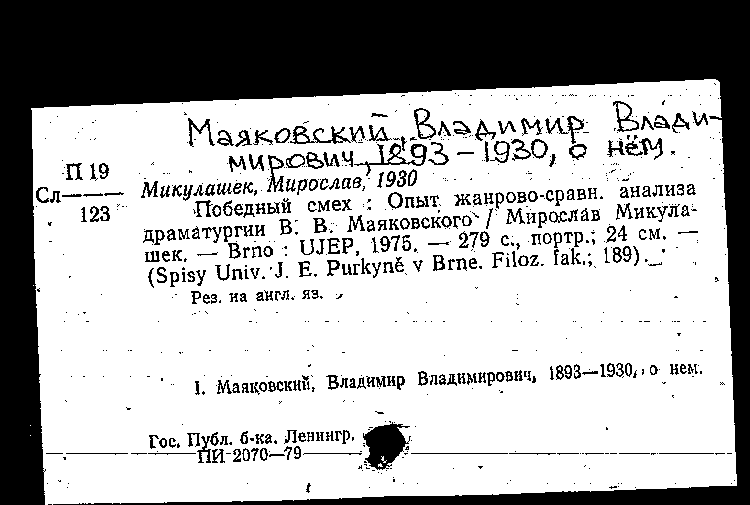 Маяковский, Владимир Влади-
мирович, 1893-1930, о нём.
П 19
Сл
123
Микулашек, Мирослав, 1930
Победный смех : Опыт жанрово-сравн. анализа
драматургии В. В. Маяковского / Мирослав Микула-
шек. — Brno : UJEP, 1975. — 279 с., портр.; 24 см. —
(Spisy Univ. J. E. Purkyně v Brne. Filoz. fak.; 189).
Рез. на англ. яз.
I. Маяковский, Владимир Владимирович, 1893—1930, о нем.
Гос. Публ. б-ка. Ленингр.
ПИ 2070—79